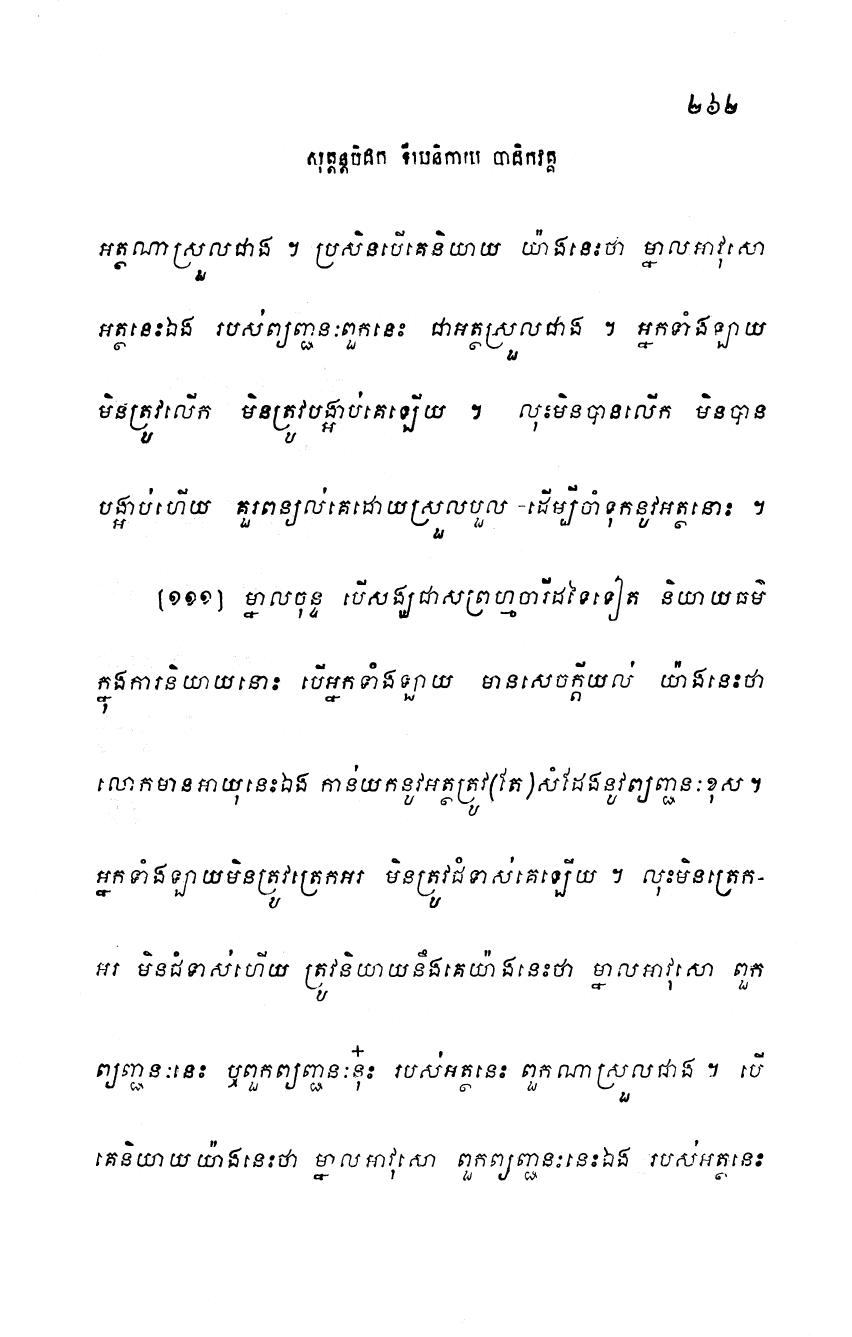 ២៦២
សុត្តន្តបិដក ទីឃនិកាយ បាដិកវគ្គ
អត្ថណាស្រួលជាង ។ ប្រសិនបើគេនិយាយ យ៉ាងនេះថា ម្នាលអាវុសោ
អត្ថនេះឯង របស់ព្យញ្ជនៈពួកនេះ ជាអត្ថស្រួលជាង ។ អ្នកទាំងឡាយ
មិនត្រូវលើក មិនត្រូវបង្អាប់គេឡើយ ។ លុះមិនបានលើក មិនបាន
បង្អាប់ហើយ គួរពន្យល់គេដោយស្រួលបួល ដើម្បីចាំទុកនូវអត្ថនោះ ។
(១១១) ម្នាលចុន្ទ បើសង្ឃជាសព្រហ្មចារីដទៃទៀត និយាយធម៌
ក្នុងការនិយាយនោះ បើអ្នកទាំងឡាយ មានសេចក្តីយល់ យ៉ាងនេះថា
លោកមានអាយុនេះឯង កាន់យកនូវអត្ថត្រូវ(តែ)សំដែងនូវព្យញ្ជនៈខុស ។
អ្នកទាំងឡាយមិនត្រូវត្រេកអរ មិនត្រូវជំទាស់គេឡើយ ។ លុះមិនត្រេក-
អរ មិនជំទាស់ហើយ ត្រូវនិយាយនឹងគេយ៉ាងនេះថា ម្នាលអាវុសោ ពួក
ព្យញ្ជនៈនេះ ឬពួកព្យញ្ជនៈនុ៎ះ របស់អត្ថនេះ ពួកណាស្រួលជាង ។ បើ
គេនិយាយយ៉ាងនេះថា ម្នាលអាវុសោ ពួកព្យញ្ជនៈនេះឯង របស់អត្ថនេះ